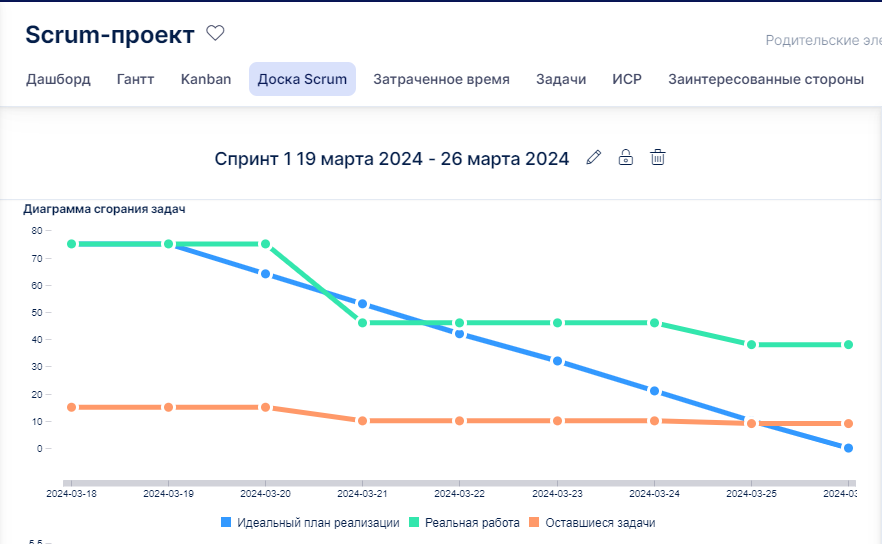 Scrum-проект
Родительские эле
Дашборд Гантт Kanban Доска Scrum Затраченное время Задачи ИСР Заинтересованные стороны
Спринт 1 19 марта 2024 - 26 марта 2024
Диаграмма сгорания задач
80
70
60
50
40
30
20
10
0
2024-03-18 2024-03-19 2024-03-20 2024-03-21 2024-03-22 2024-03-23 2024-03-24 2024-03-25 2024-03
Идеальный план реализации Реальная работа Оставшиеся задачи